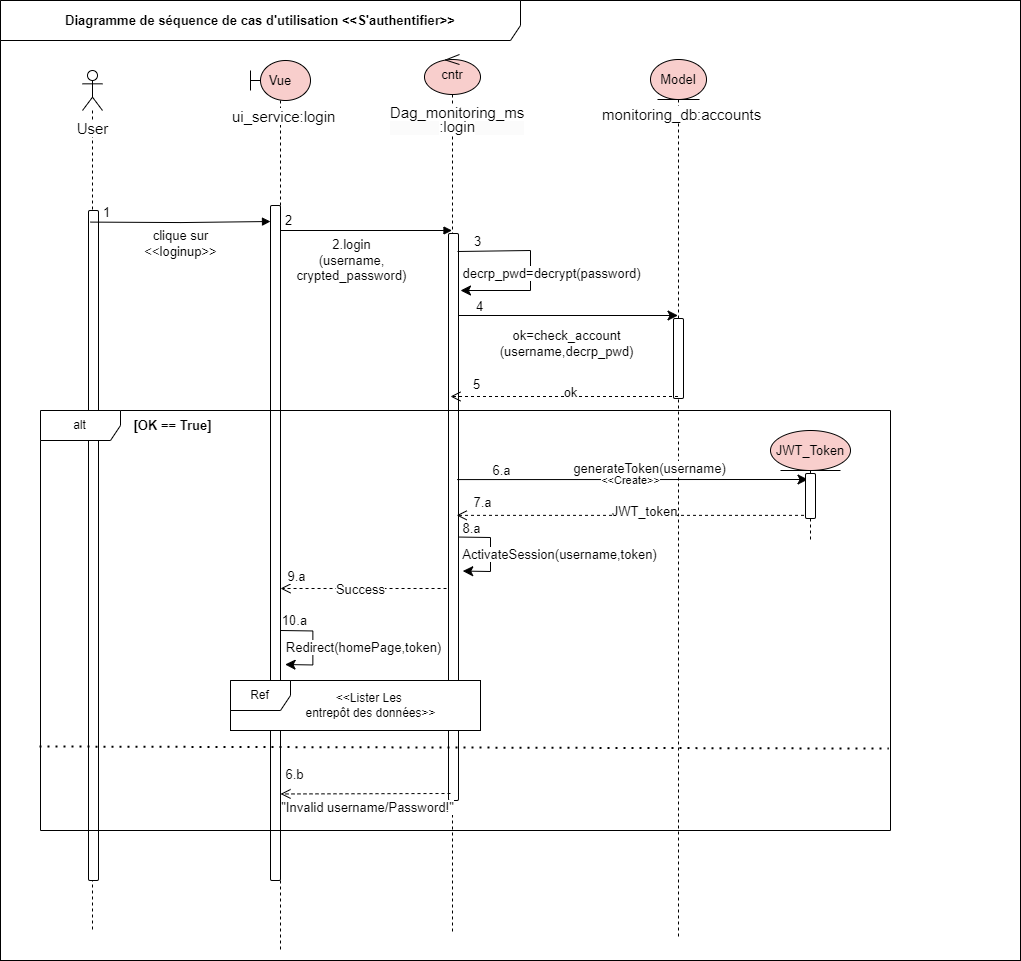 Diagramme de séquence de cas d'utilisation <<S'authentifier>>
User
Vue
ui_service:login
cntr
Dag_monitoring_ms
:login
Model
monitoring_db:accounts
1
clique sur
<<loginup>>
2
2.login
(username,
crypted_password)
3
decrp_pwd=decrypt(password)
4
ok=check_account
(username,decrp_pwd)
5
ok
alt
[OK == True]
JWT_Token
6.a
generateToken(username)
<<Create>>
7.a
JWT_token
8.a
ActivateSession(username,token)
9.a
Success
10.a
Redirect(homePage,token)
Ref
<<Lister Les
entrepôt des données>>
6.b
"Invalid username/Password!"